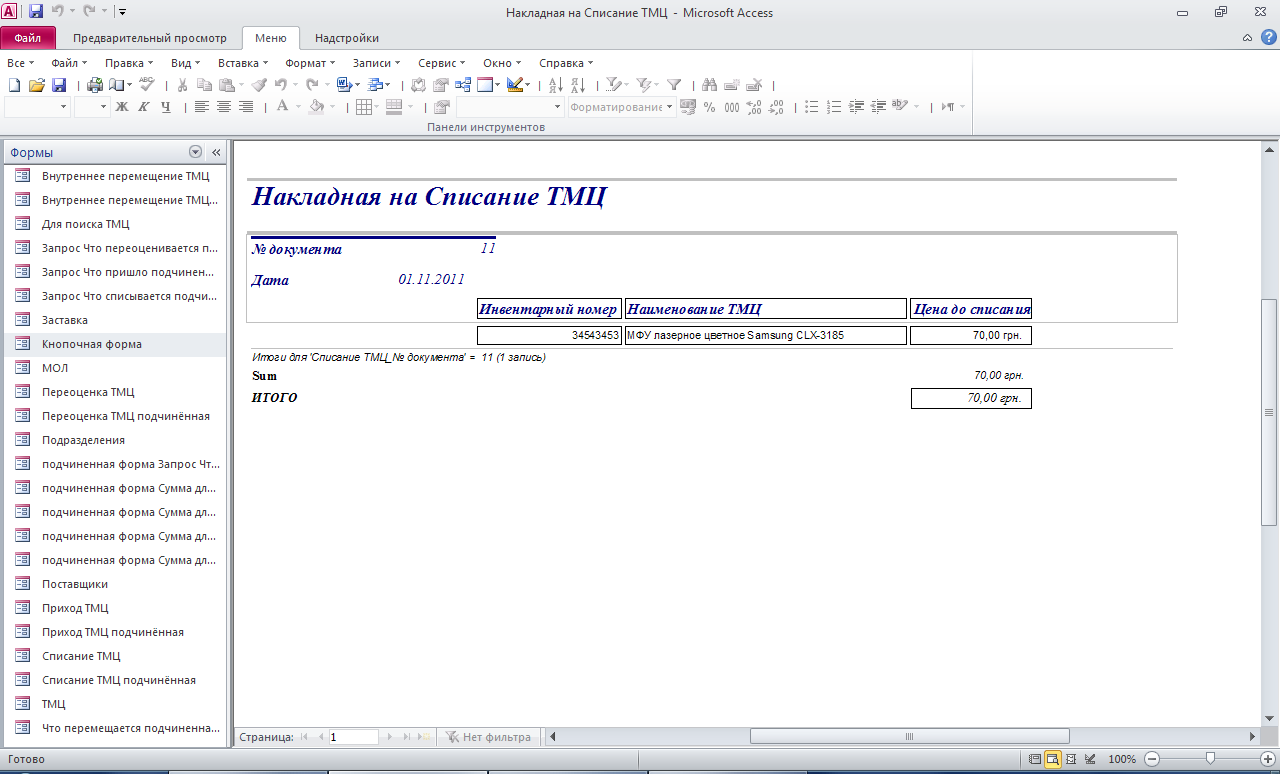 Накладная на Списание ТМЦ - Microsoft Access
Файл Предварительный просмотр Меню Надстройки
Все Файл Правка Вид Вставка Формат Записи Сервис Окно Справка
Ж К Ч Форматирование % 000
Панели инструментов
Формы
Внутреннее перемещение ТМЦ
Внутреннее перемещение ТМЦ...
Для поиска ТМЦ
Запрос Что переоценивается п...
Запрос Что пришло подчинен...
Запрос Что списывается подчи...
Заставка
Кнопочная форма
МОЛ
Переоценка ТМЦ
Переоценка ТМЦ подчинённая
Подразделения
подчиненная форма Запрос Чт...
подчиненная форма Сумма дл...
подчиненная форма Сумма дл...
подчиненная форма Сумма дл...
подчиненная форма Сумма дл...
Поставщики
Приход ТМЦ
Приход ТМЦ подчинённая
Списание ТМЦ
Списание ТМЦ подчинённая
ТМЦ
Что перемещается подчиненна...
Накладная на Списание ТМЦ
№ документа 11
Дата 01.11.2011
Инвентарный номер Наименование ТМЦ Цена до списания
34543453 МФУ лазерное цветное Samsung CLX-3185 70,00 грн.
Итоги для 'Списание ТМЦ_№ документа' = 11 (1 запись)
Sum 70,00 грн.
ИТОГО 70,00 грн.
Страница: 1 Нет фильтра
Готово 100%